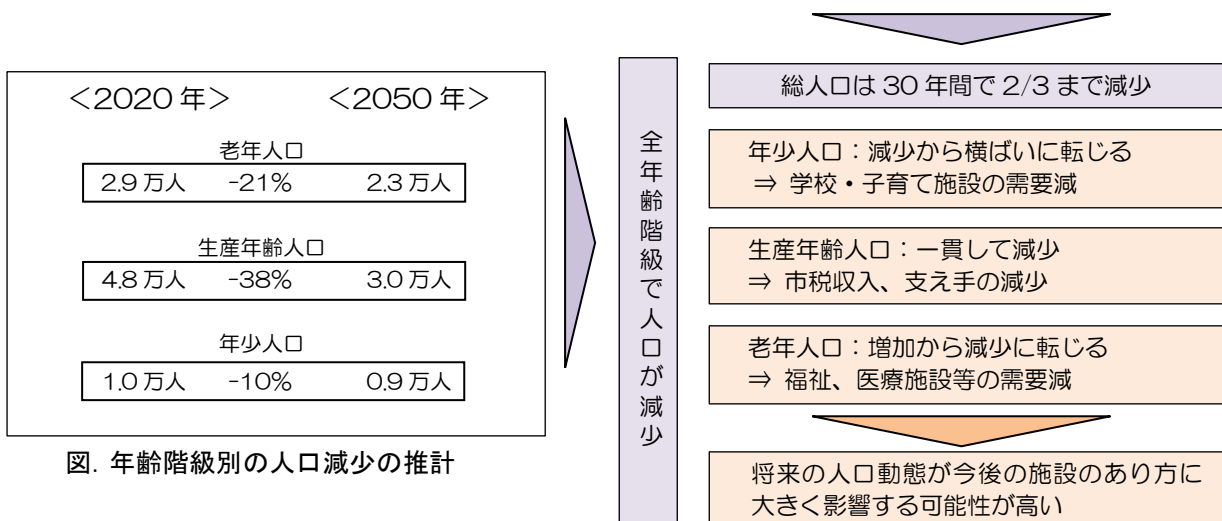 <2020年> <2050年>
老年人口
2.9万人 -21% 2.3万人
生産年齢人口
4.8万人 -38% 3.0万人
年少人口
1.0万人 -10% 0.9万人
図. 年齢階級別の人口減少の推計
全年齢階級で人口が減少
総人口は30年間で2/3まで減少
年少人口：減少から横ばいに転じる
⇒ 学校・子育て施設の需要減
生産年齢人口：一貫して減少
⇒ 市税収入、支え手の減少
老年人口：増加から減少に転じる
⇒ 福祉、医療施設等の需要減
将来の人口動態が今後の施設のあり方に
大きく影響する可能性が高い